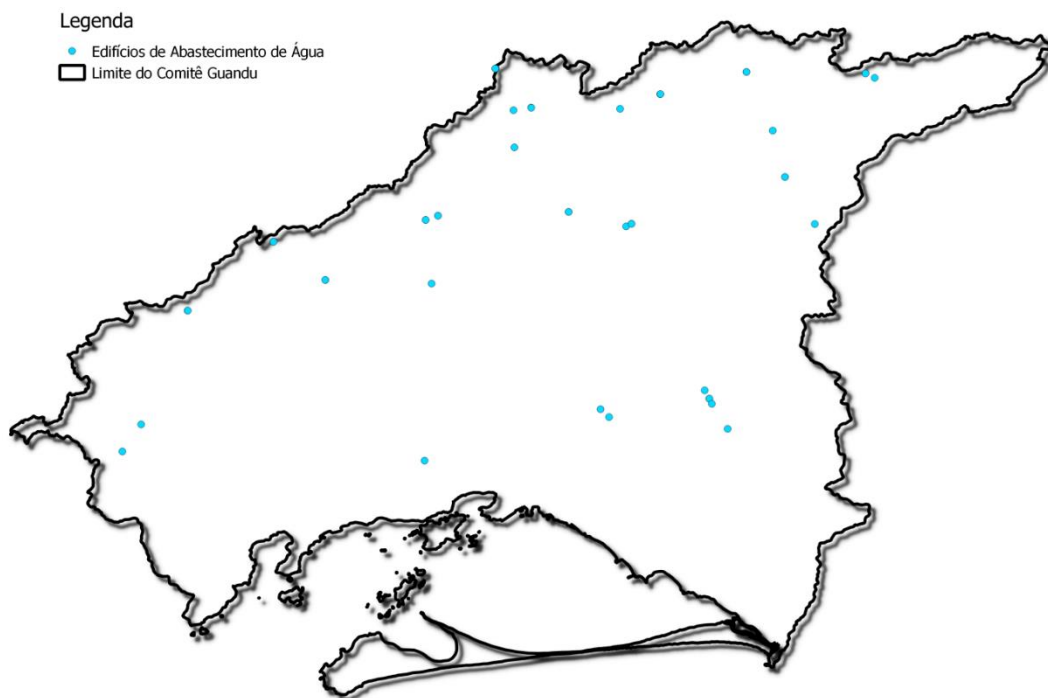 Legenda
Edifícios de Abastecimento de Água
Limite do Comitê Guandu